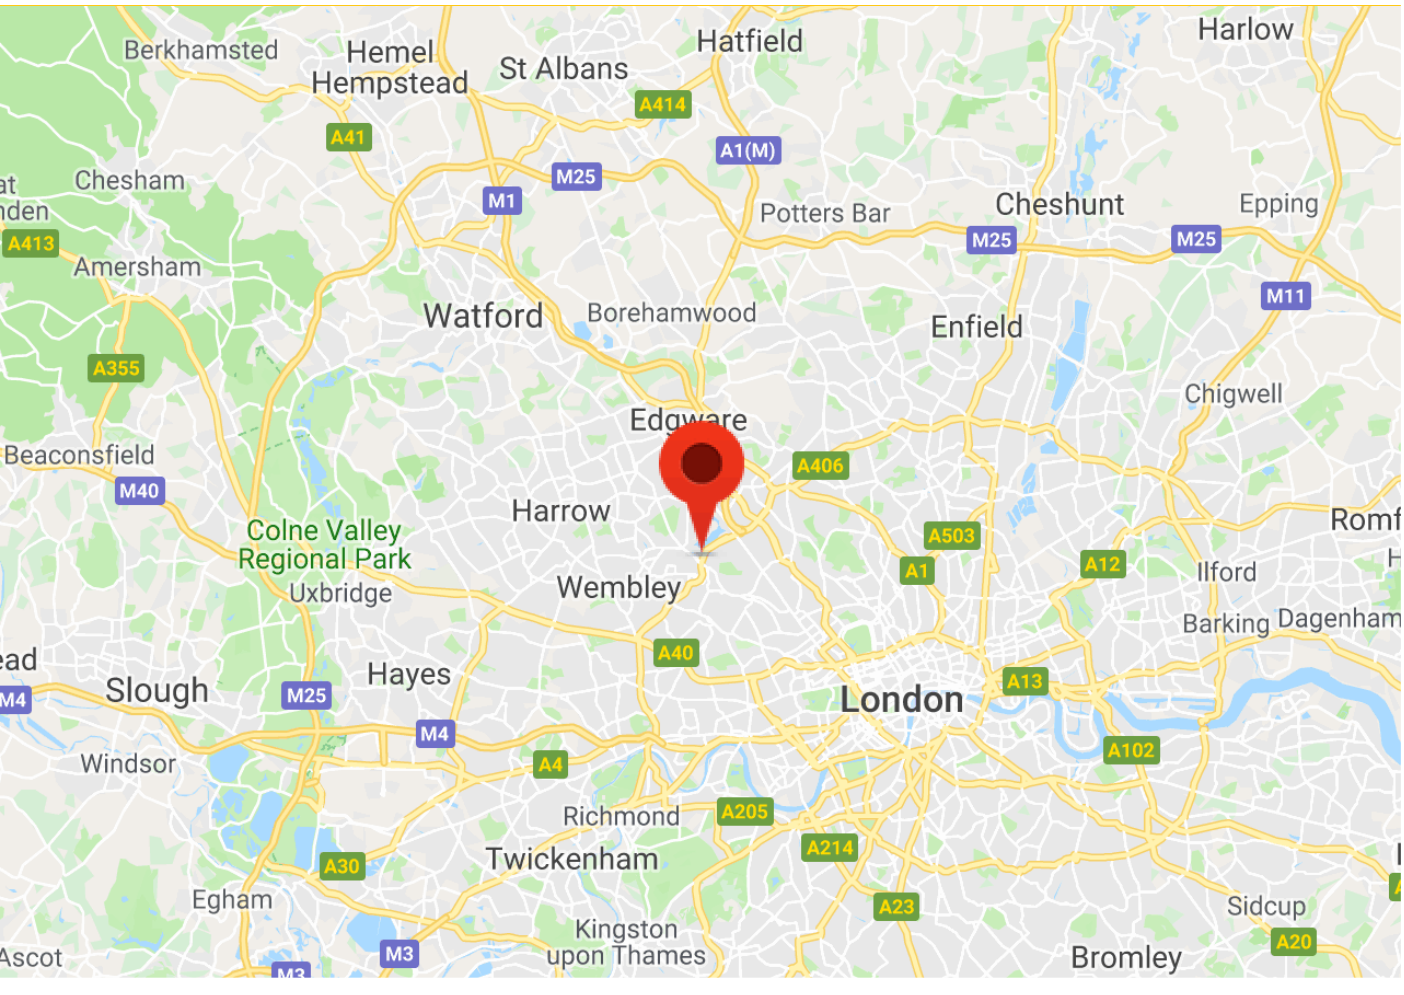 Berkhamsted
Hemel
Hempstead
St Albans
Hatfield
Harlow
A414
A41
A1(M)
M25
M1
Chesham
Potters Bar
Cheshunt
Epping
A413
M25
M25
Amersham
M11
Watford
Borehamwood
Enfield
A355
Chigwell
Edgware
Beaconsfield
A406
M40
Harrow
Colne Valley
Regional Park
A503
A1
A12
Ilford
Uxbridge
Wembley
Barking
Dagenham
A40
Hayes
Slough
M25
M4
A13
London
M4
A4
A102
Windsor
Richmond
A205
Twickenham
A214
A30
Egham
A23
Sidcup
Kingston
upon Thames
A20
M3
Bromley
Ascot
M3